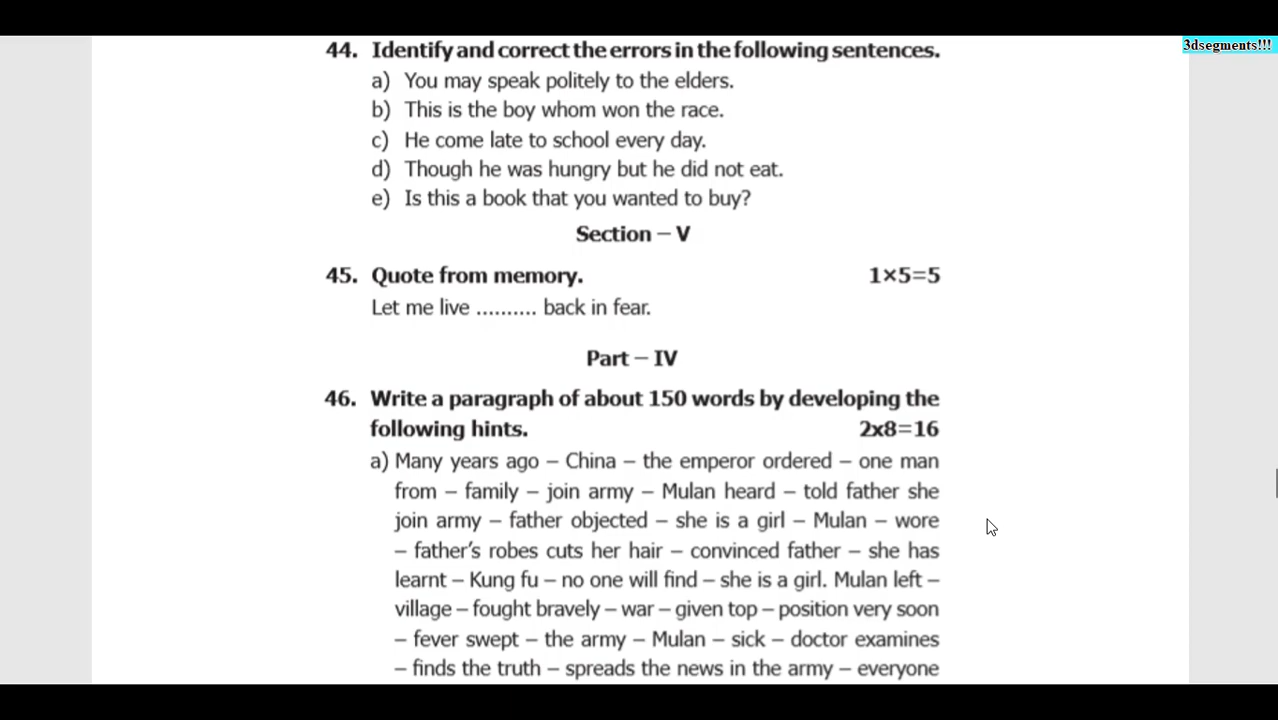 3dsegments!!!
44. Identify and correct the errors in the following sentences.
a) You may speak politely to the elders.
b) This is the boy whom won the race.
c) He come late to school every day.
d) Though he was hungry but he did not eat.
e) Is this a book that you wanted to buy?
Section – V
45. Quote from memory. 1×5=5
Let me live .......... back in fear.
Part – IV
46. Write a paragraph of about 150 words by developing the
following hints. 2x8=16
a) Many years ago – China – the emperor ordered – one man
from – family – join army – Mulan heard – told father she
join army – father objected – she is a girl – Mulan – wore
– father’s robes cuts her hair – convinced father – she has
learnt – Kung fu – no one will find – she is a girl. Mulan left –
village – fought bravely – war – given top – position very soon
– fever swept – the army – Mulan – sick – doctor examines
– finds the truth – spreads the news in the army – everyone